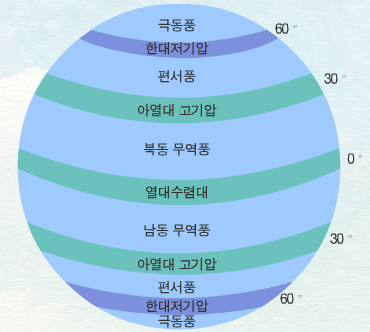 극동풍
60 °
한대저기압
편서풍
30 °
아열대 고기압
북동 무역풍
0 °
열대수렴대
남동 무역풍
30 °
아열대 고기압
편서풍
60 °
한대저기압
극동풍